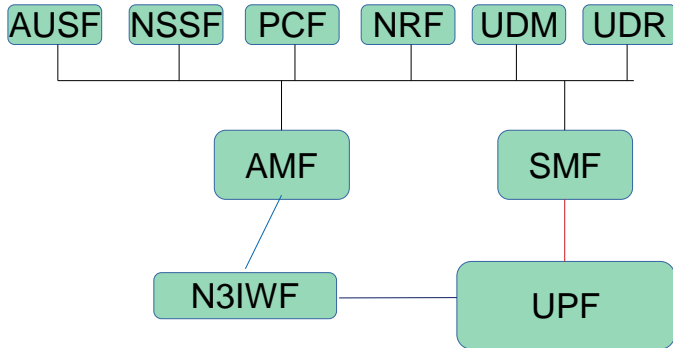 AUSF
NSSF
PCF
NRF
UDM
UDR
AMF
SMF
N3IWF
UPF